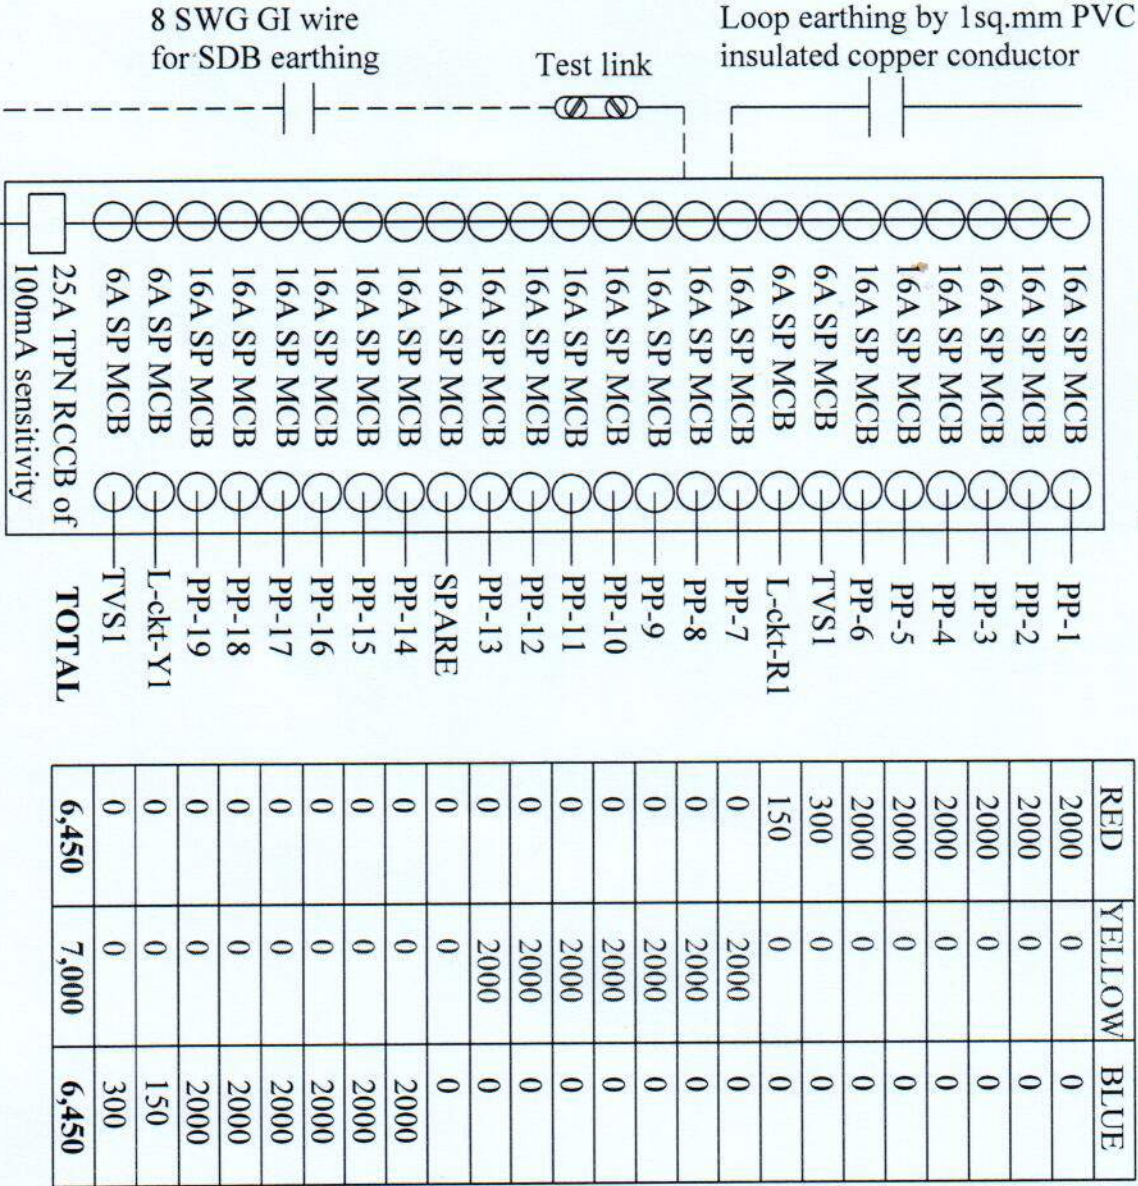 8 SWG GI wire
for SDB earthing
Test link
Loop earthing by 1sq.mm PVC
insulated copper conductor
RED YELLOW BLUE
16A SP MCB PP-1 2000 0 0
16A SP MCB PP-2 2000 0 0
16A SP MCB PP-3 2000 0 0
16A SP MCB PP-4 2000 0 0
16A SP MCB PP-5 2000 0 0
16A SP MCB PP-6 2000 0 0
6A SP MCB TVS1 300 0 0
6A SP MCB L-ckt-R1 150 0 0
16A SP MCB PP-7 0 2000 0
16A SP MCB PP-8 0 2000 0
16A SP MCB PP-9 0 2000 0
16A SP MCB PP-10 0 2000 0
16A SP MCB PP-11 0 2000 0
16A SP MCB PP-12 0 2000 0
16A SP MCB PP-13 0 2000 0
16A SP MCB SPARE 0 0 0
16A SP MCB PP-14 0 0 2000
16A SP MCB PP-15 0 0 2000
16A SP MCB PP-16 0 0 2000
16A SP MCB PP-17 0 0 2000
16A SP MCB PP-18 0 0 2000
16A SP MCB PP-19 0 0 2000
6A SP MCB L-ckt-Y1 0 0 150
6A SP MCB TVS1 0 0 300
25A TPN RCCB of
100mA sensitivity
TOTAL 6,450 7,000 6,450